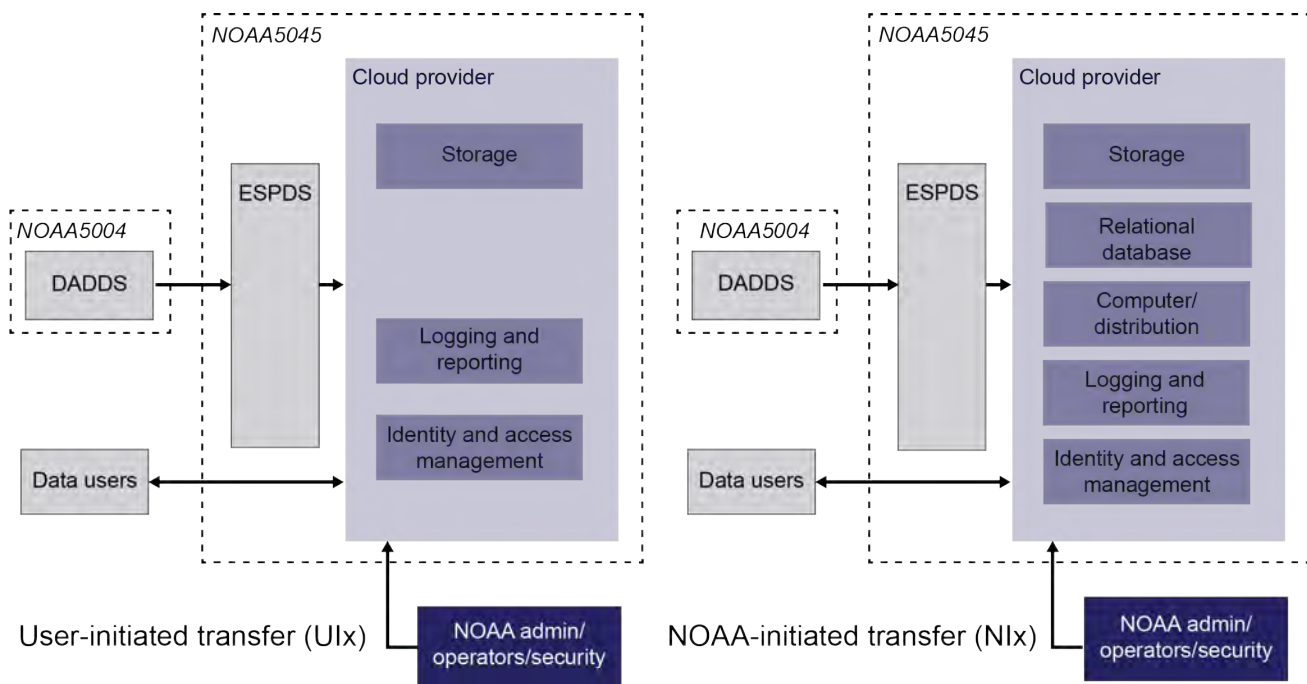 NOAA5045
Cloud provider
Storage
ESPDS
NOAA5004
DADDS
Logging and
reporting
Identity and access
management
Data users
User-initiated transfer (UIx)
NOAA admin/
operators/security
NOAA5045
Cloud provider
Storage
ESPDS
Relational
database
NOAA5004
DADDS
Computer/
distribution
Logging and
reporting
Identity and access
management
Data users
NOAA-initiated transfer (NIx)
NOAA admin/
operators/security